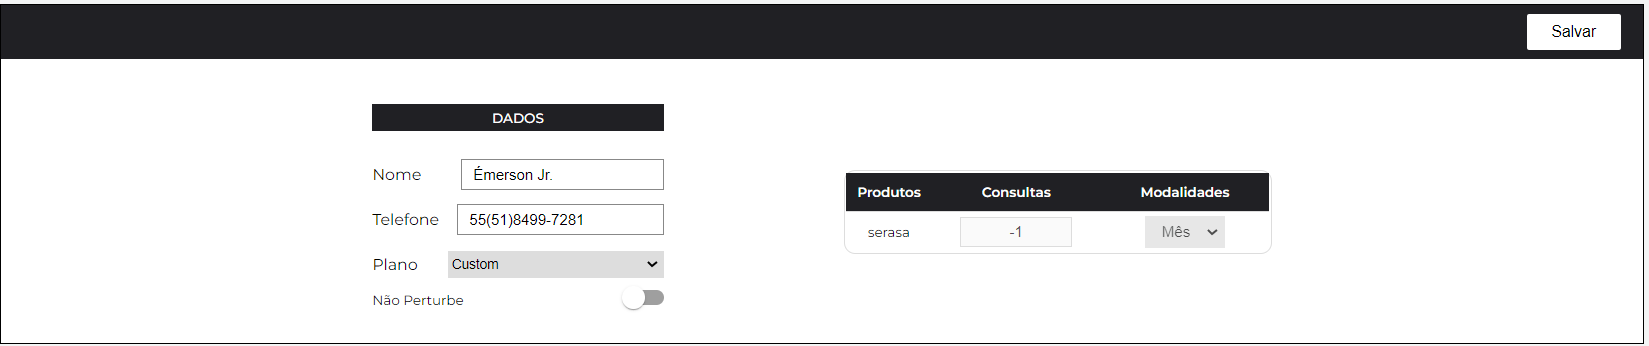 Salvar
DADOS
Nome Émerson Jr.
Telefone 55(51)8499-7281
Plano Custom
Não Perturbe
Produtos Consultas Modalidades
serasa -1 Mês